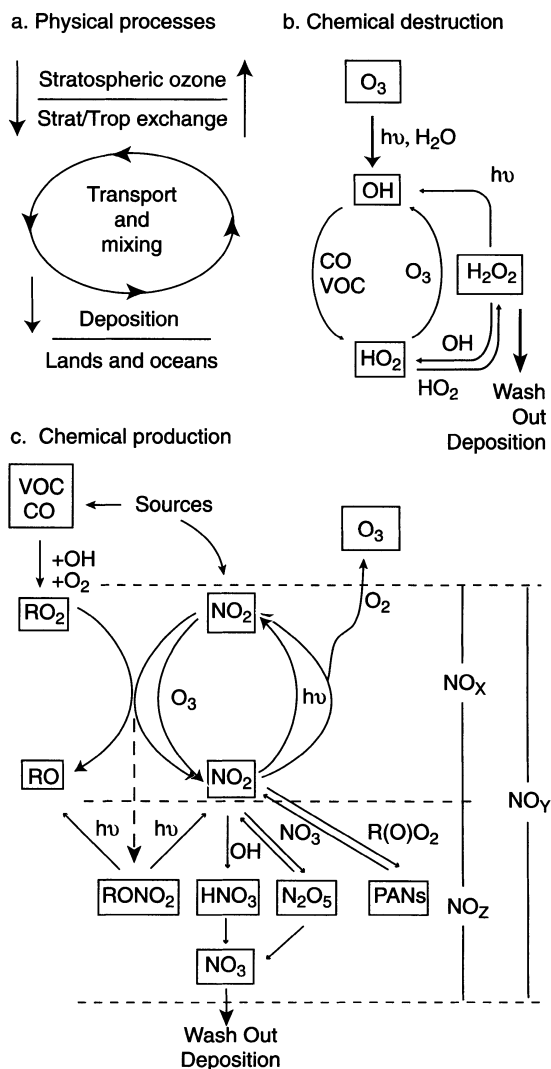 a. Physical processes
Stratospheric ozone
Strat/Trop exchange
Transport
and
mixing
Deposition
Lands and oceans
b. Chemical destruction
O₃
hυ, H₂O
OH
hυ
CO
VOC
O₃
H₂O₂
OH
HO₂
HO₂
Wash
Out
Deposition
c. Chemical production
VOC
CO
Sources
O₃
+OH
+O₂
O₂
RO₂
NO₂
NOX
O₃
hυ
RO
NO₂
NOY
hυ
hυ
OH
NO₃
R(O)O₂
RONO₂
HNO₃
N₂O₅
PANs
NOZ
NO₃
Wash Out
Deposition